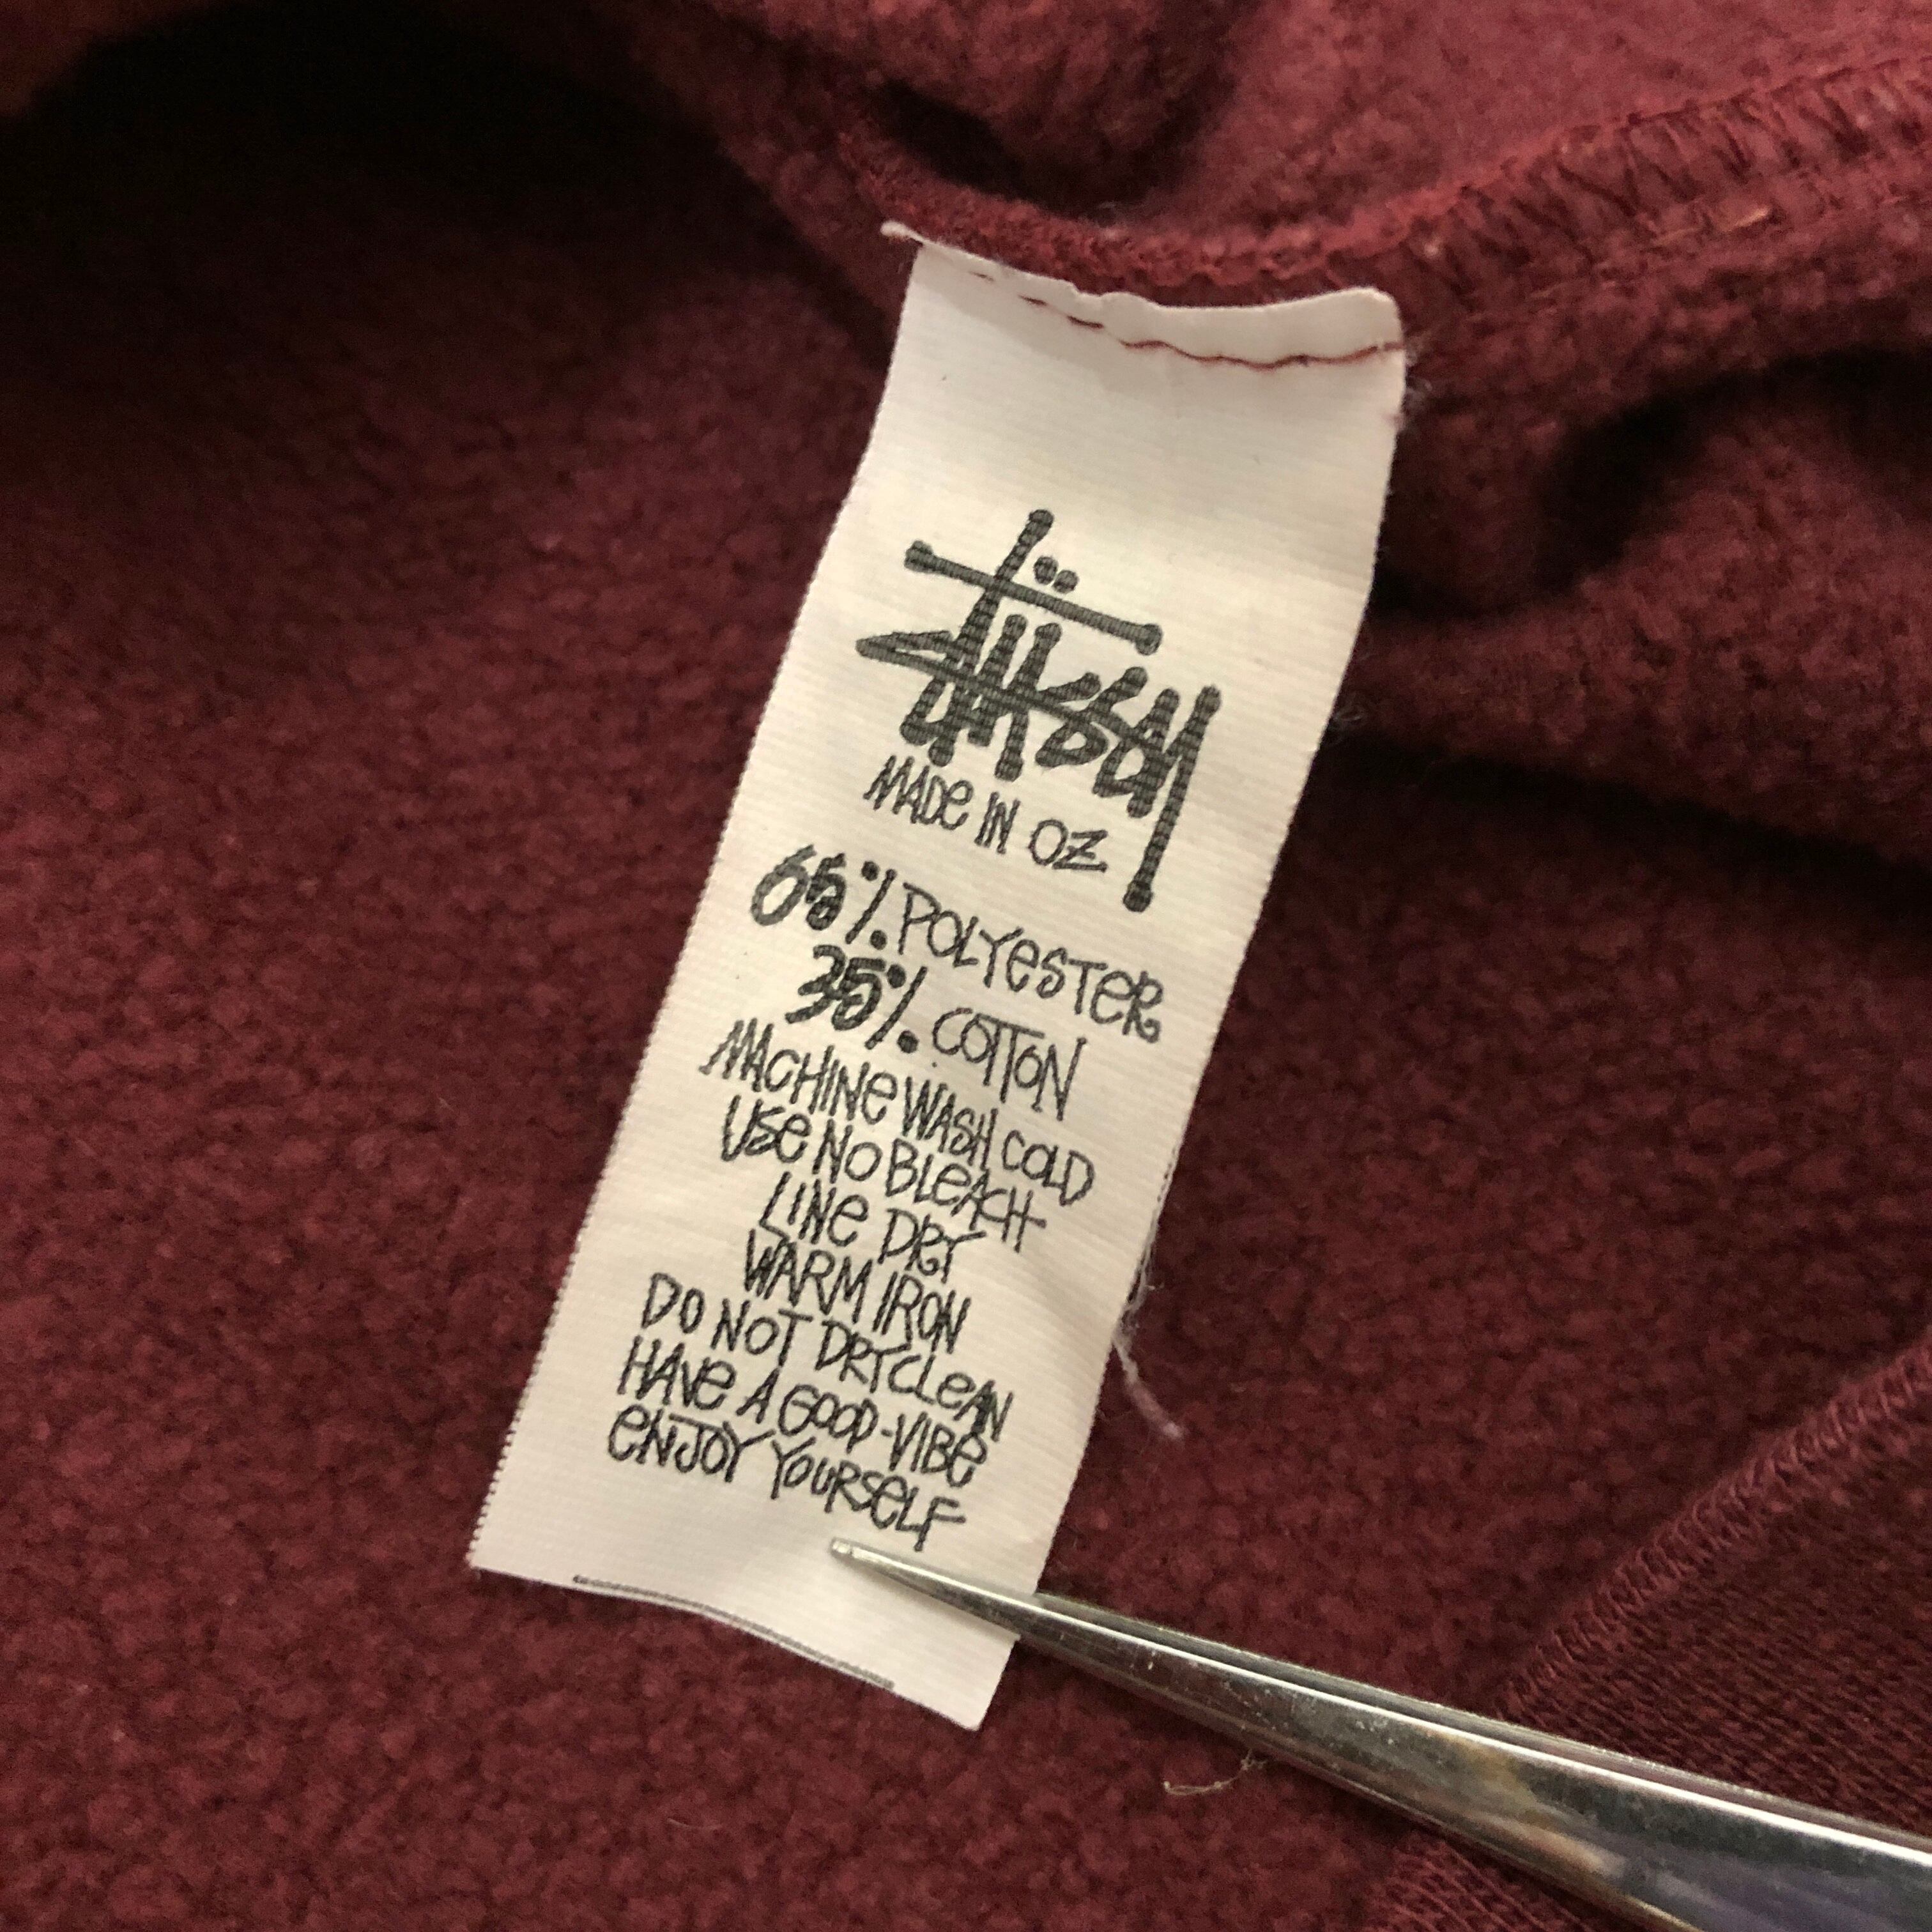 Stüssy
MADE IN OZ
65% POLYESTER
35% COTTON
MACHINE WASH COLD
USE NO BLEACH
LINE DRY
WARM IRON
DO NOT DRYCLEAN
HAVE A GOOD-VIBE
ENJOY YOURSELF